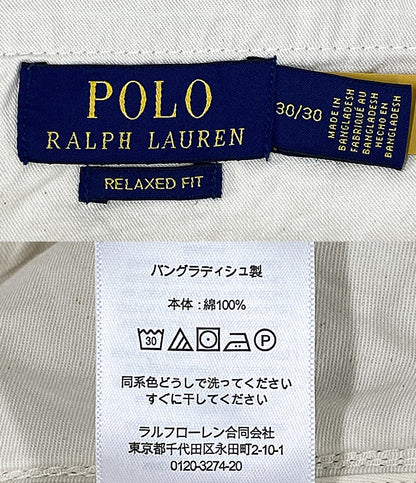 POLO
RALPH LAUREN
RELAXED FIT
30/30
MADE IN
BANGLADESH
FABRIQUÉ AU
BANGLADESH
HECHO EN
BANGLADESH
バングラディシュ製
本体：綿100%
30
P
同系色どうしで洗ってください
すぐに干してください
ラルフローレン合同会社
東京都千代田区永田町2-10-1
0120-3274-20